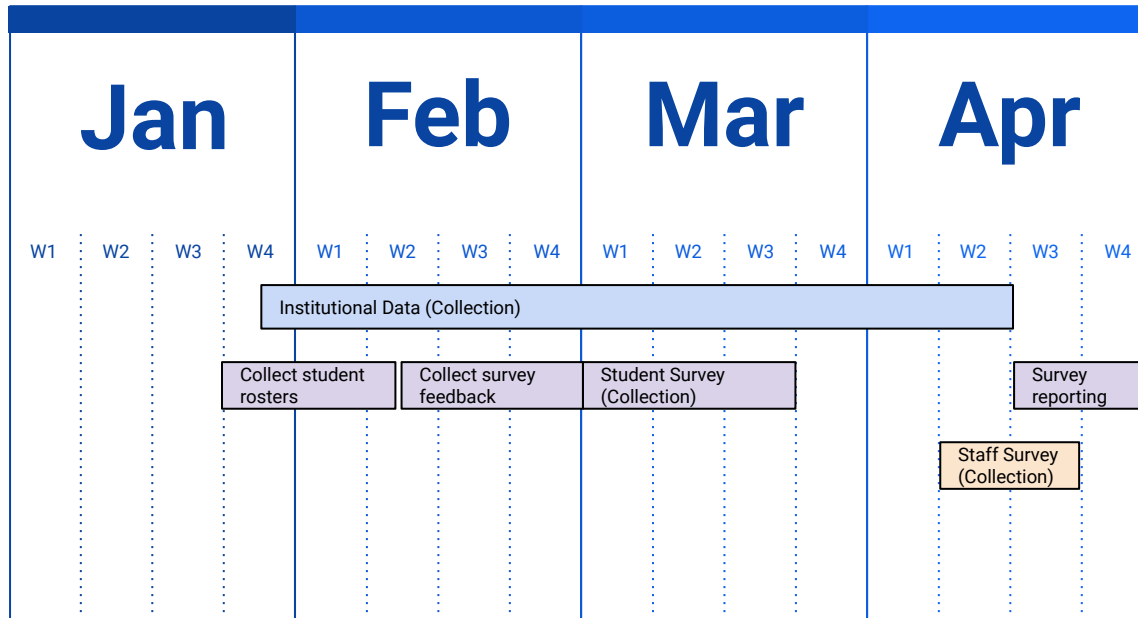 Jan Feb Mar Apr
W1 W2 W3 W4 W1 W2 W3 W4 W1 W2 W3 W4 W1 W2 W3 W4
Institutional Data (Collection)
Collect student
rosters
Collect survey
feedback
Student Survey
(Collection)
Survey
reporting
Staff Survey
(Collection)